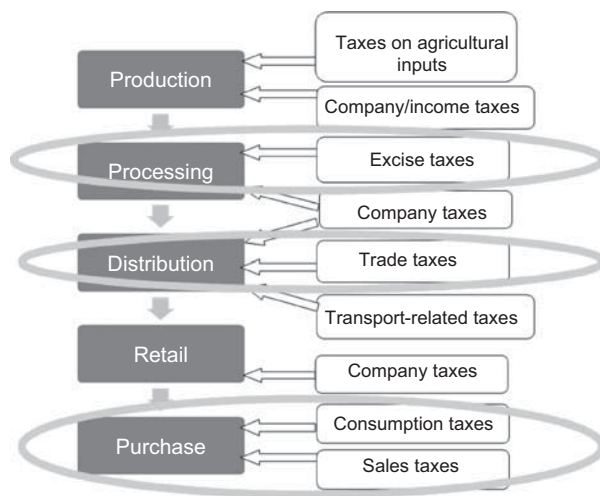 Taxes on agricultural
inputs
Production
Company/income taxes
Excise taxes
Processing
Company taxes
Distribution
Trade taxes
Transport-related taxes
Retail
Company taxes
Consumption taxes
Purchase
Sales taxes